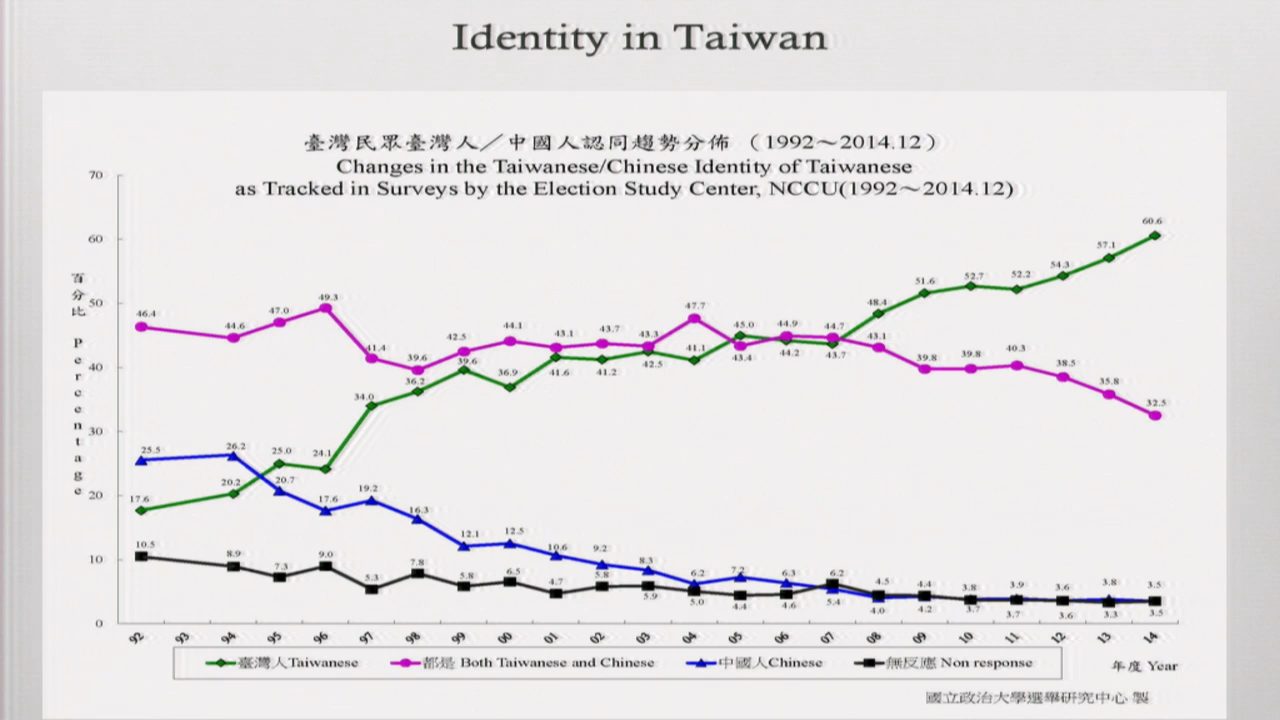 Identity in Taiwan
臺灣民眾臺灣人／中國人認同趨勢分佈 （1992～2014.12）
Changes in the Taiwanese/Chinese Identity of Taiwanese
as Tracked in Surveys by the Election Study Center, NCCU(1992～2014.12)
百分比 Percentage
70
60
50
40
30
20
10
0
46.4 44.6 47.0 49.3 41.4 39.6 42.5 44.1 43.1 43.7 43.3 47.7 43.4 44.9 44.7 43.1 39.8 39.8 40.3 38.5 35.8 32.5
17.6 20.2 25.0 24.1 34.0 36.2 39.6 36.9 41.6 41.2 42.5 41.1 45.0 44.2 43.7 48.4 51.6 52.7 52.2 54.3 57.1 60.6
25.5 26.2 20.7 17.6 19.2 16.3 12.1 12.5 10.6 9.2 8.3 6.2 7.2 6.3 5.4 4.0 4.2 3.8 3.9 3.6 3.8 3.5
10.5 8.9 7.3 9.0 5.3 7.8 5.8 6.5 4.7 5.8 5.9 5.0 4.4 4.6 6.2 4.5 4.4 3.7 3.7 3.6 3.3 3.5
92 93 94 95 96 97 98 99 00 01 02 03 04 05 06 07 08 09 10 11 12 13 14
臺灣人Taiwanese 都是 Both Taiwanese and Chinese 中國人Chinese 無反應 Non response
年度 Year
國立政治大學選舉研究中心 製